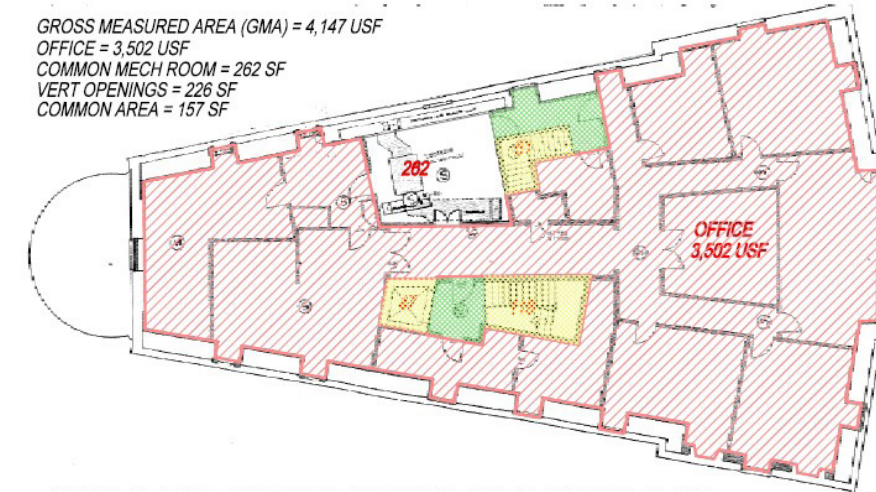 GROSS MEASURED AREA (GMA) = 4,147 USF
OFFICE = 3,502 USF
COMMON MECH ROOM = 262 SF
VERT OPENINGS = 226 SF
COMMON AREA = 157 SF
262
OFFICE
3,502 USF
47
118